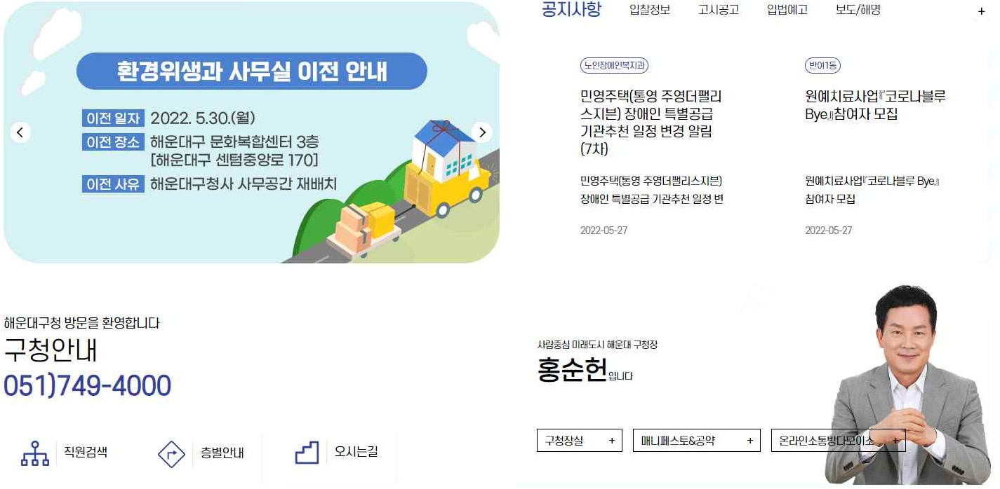 환경위생과 사무실 이전 안내
이전 일자 2022. 5.30.(월)
이전 장소 해운대구 문화복합센터 3층
[해운대구 센텀중앙로 170]
이전 사유 해운대구청사 사무공간 재배치
공지사항 입찰정보 고시공고 입법예고 보도/해명 +
노인장애인복지과
민영주택(통영 주영더팰리
스지븐) 장애인 특별공급
기관추천 일정 변경 알림
(7차)
민영주택(통영 주영더팰리스지븐)
장애인 특별공급 기관추천 일정 변
2022-05-27
반여1동
원예치료사업『코로나블루
Bye』참여자 모집
원예치료사업『코로나블루 Bye』
참여자 모집
2022-05-27
해운대구청 방문을 환영합니다
구청안내
051)749-4000
직원검색 층별안내 오시는길
사람중심 미래도시 해운대 구청장
홍순헌입니다
구청장실 + 매니페스토&공약 + 온라인소통방다모이소 +